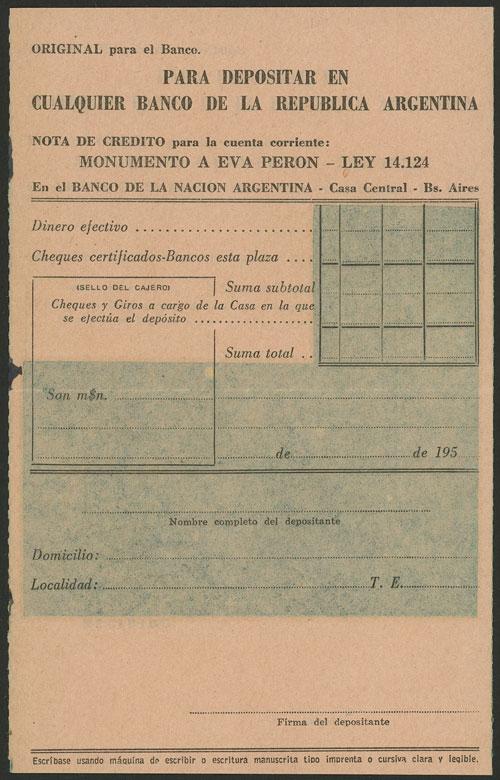 ORIGINAL para el Banco.
PARA DEPOSITAR EN
CUALQUIER BANCO DE LA REPUBLICA ARGENTINA
NOTA DE CREDITO para la cuenta corriente:
MONUMENTO A EVA PERON - LEY 14.124
En el BANCO DE LA NACION ARGENTINA - Casa Central - Bs. Aires
Dinero efectivo
Cheques certificados-Bancos esta plaza
(SELLO DEL CAJERO) Suma subtotal
Cheques y Giros a cargo de la Casa en la que
se efectúa el depósito
Suma total
Son m$n.
de de 195
Nombre completo del depositante
Domicilio:
Localidad: T. E.
Firma del depositante
Escríbase usando máquina de escribir o escritura manuscrita tipo imprenta o cursiva clara y legible.